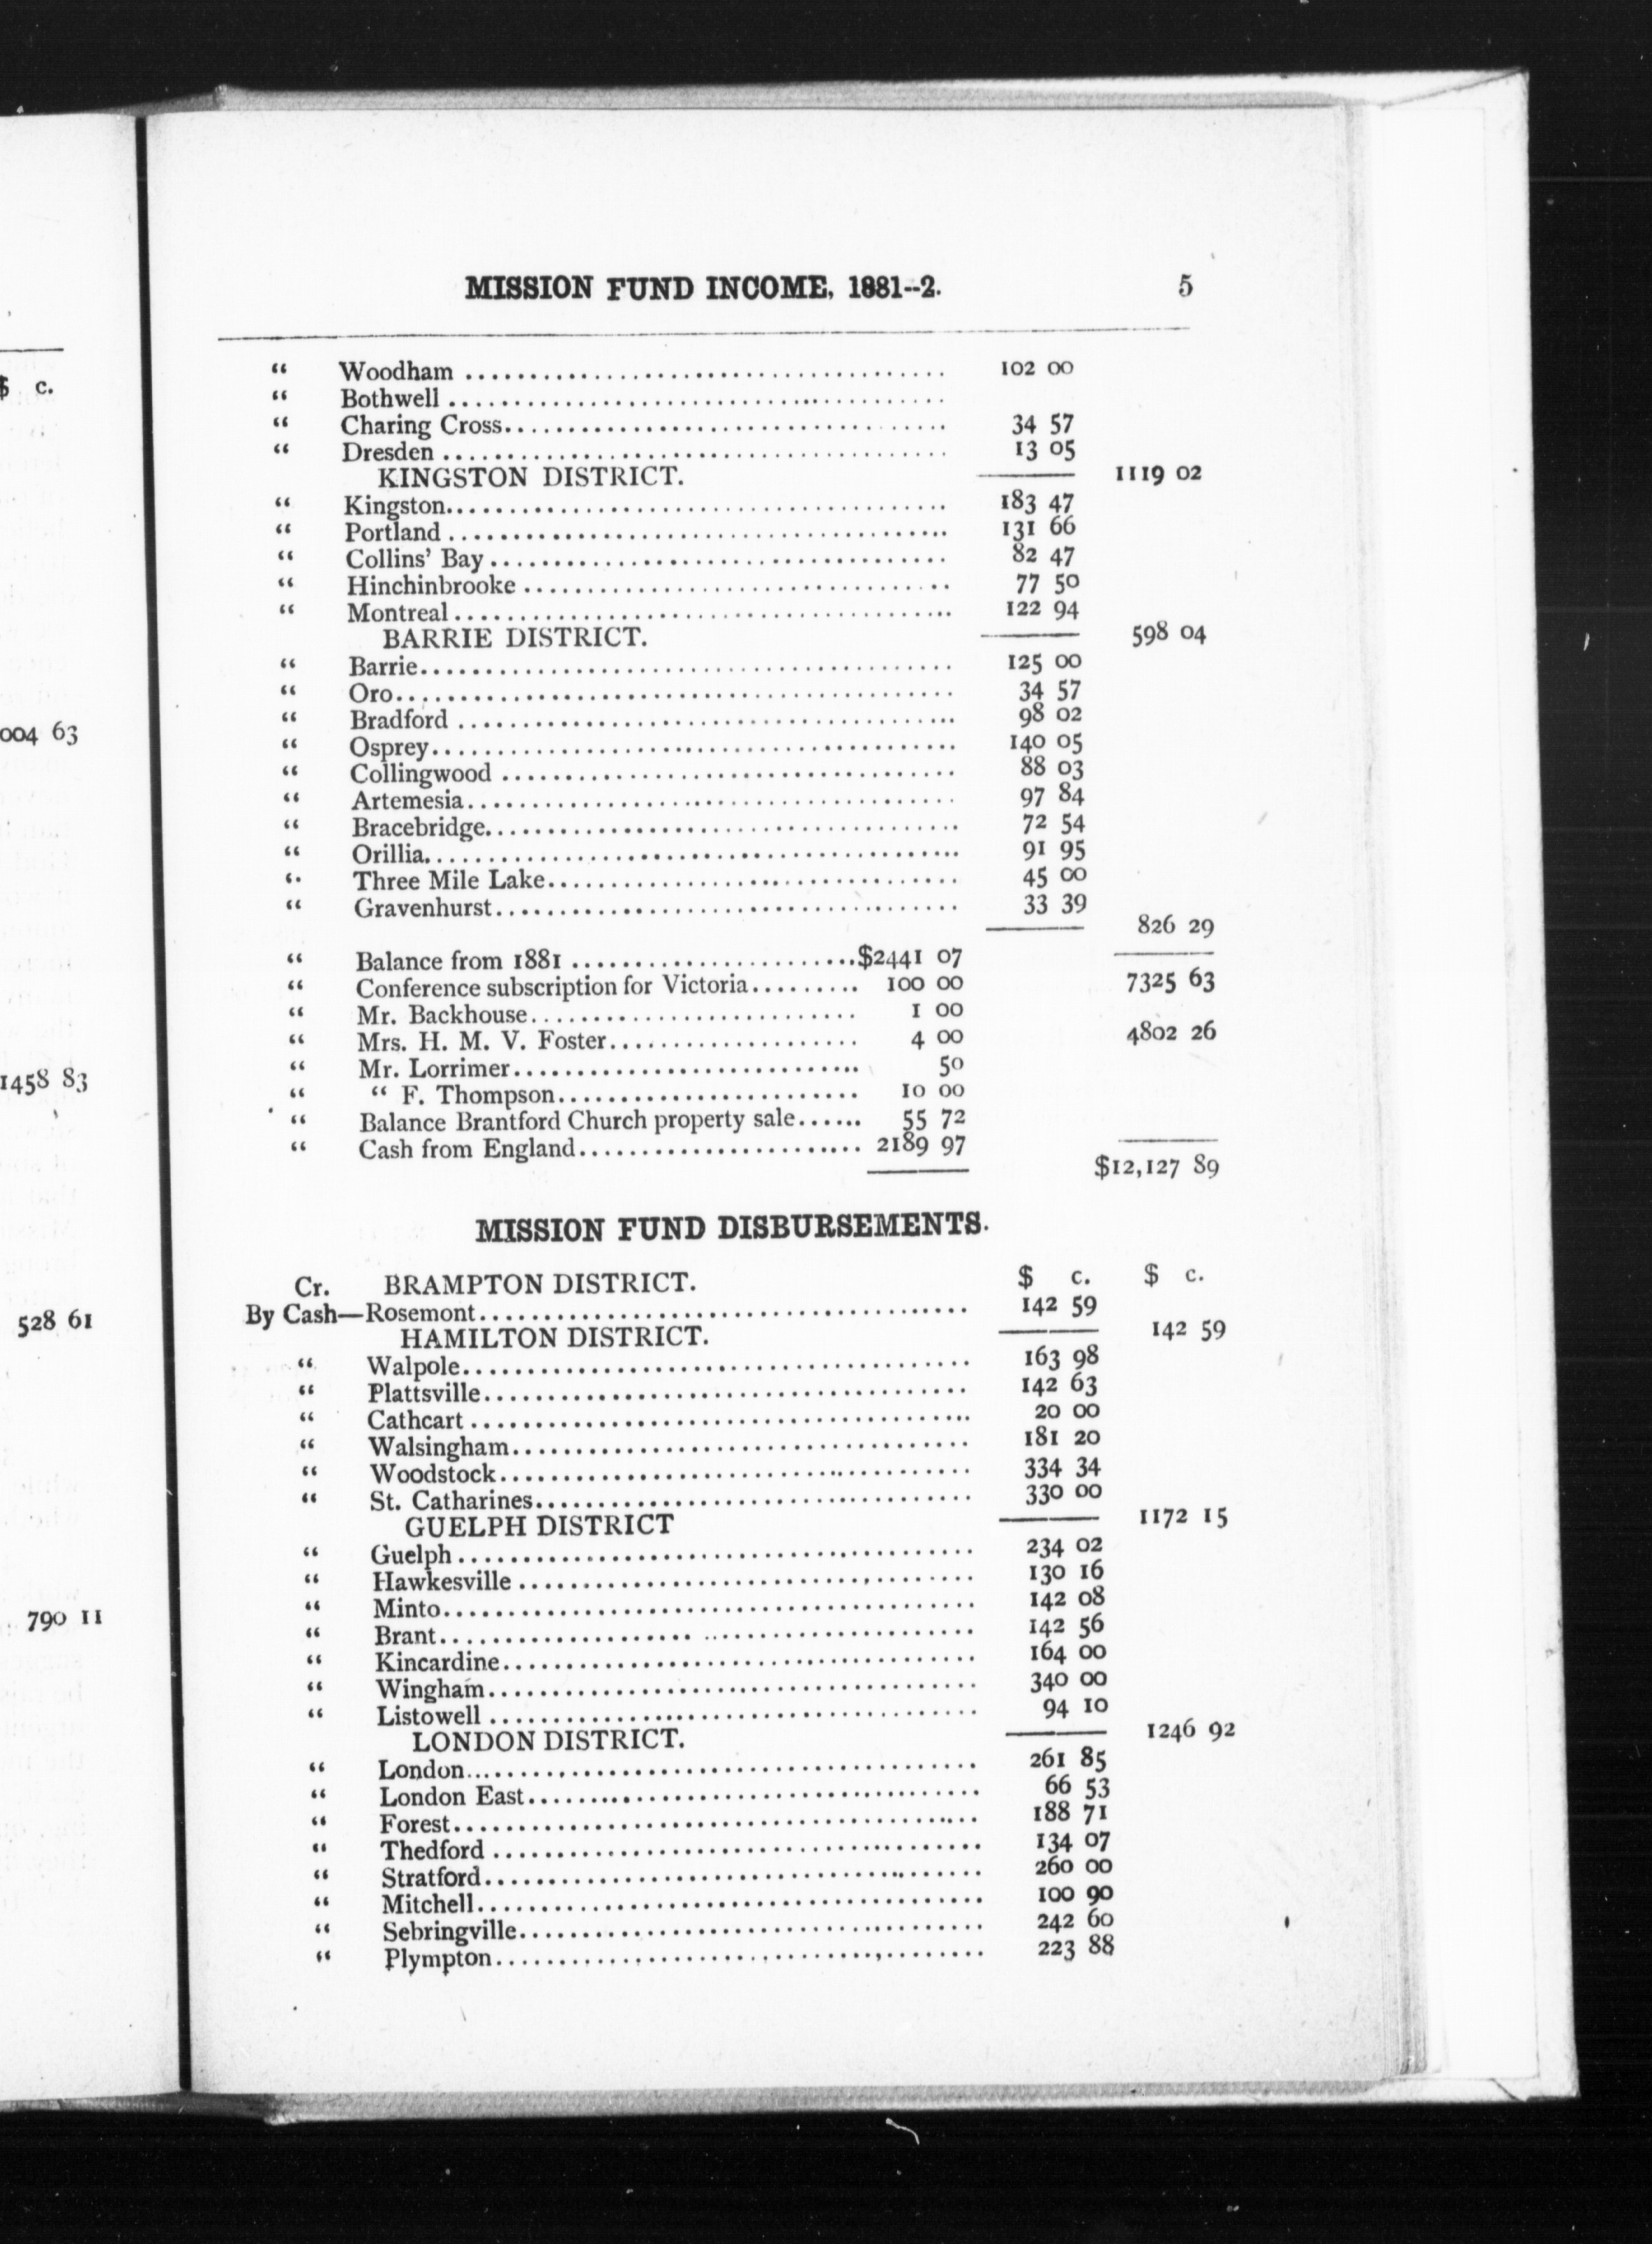 $ c.
004 63
1458 83
528 61
790 11
MISSION FUND INCOME, 1881--2. 5
“ Woodham 102 00
“ Bothwell
“ Charing Cross 34 57
“ Dresden 13 05
KINGSTON DISTRICT. 1119 02
“ Kingston 183 47
“ Portland 131 66
“ Collins’ Bay 82 47
“ Hinchinbrooke 77 50
“ Montreal 122 94
BARRIE DISTRICT. 598 04
“ Barrie 125 00
“ Oro 34 57
“ Bradford 98 02
“ Osprey 140 05
“ Collingwood 88 03
“ Artemesia 97 84
“ Bracebridge 72 54
“ Orillia 91 95
“ Three Mile Lake 45 00
“ Gravenhurst 33 39
826 29
“ Balance from 1881 $2441 07
“ Conference subscription for Victoria 100 00 7325 63
“ Mr. Backhouse 1 00
“ Mrs. H. M. V. Foster 4 00 4802 26
“ Mr. Lorrimer 50
“ “ F. Thompson 10 00
“ Balance Brantford Church property sale 55 72
“ Cash from England 2189 97
$12,127 89
MISSION FUND DISBURSEMENTS.
Cr. BRAMPTON DISTRICT. $ c. $ c.
By Cash—Rosemont 142 59
HAMILTON DISTRICT. 142 59
“ Walpole 163 98
“ Plattsville 142 63
“ Cathcart 20 00
“ Walsingham 181 20
“ Woodstock 334 34
“ St. Catharines 330 00
GUELPH DISTRICT 1172 15
“ Guelph 234 02
“ Hawkesville 130 16
“ Minto 142 08
“ Brant 142 56
“ Kincardine 164 00
“ Wingham 340 00
“ Listowell 94 10
LONDON DISTRICT. 1246 92
“ London 261 85
“ London East 66 53
“ Forest 188 71
“ Thedford 134 07
“ Stratford 260 00
“ Mitchell 100 90
“ Sebringville 242 60
“ Plympton 223 88